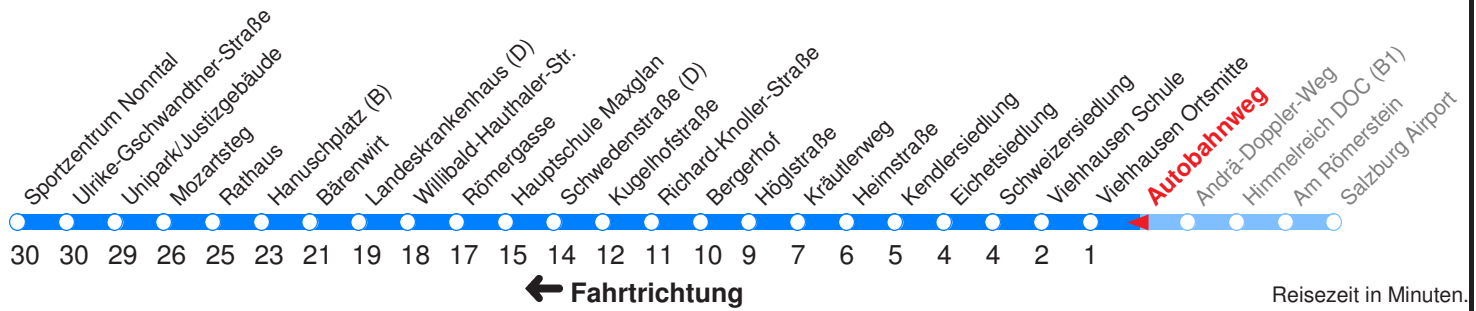 Sportzentrum Nonntal
Ulrike-Gschwandtner-Straße
Unipark/Justizgebäude
Mozartsteg
Rathaus
Hanuschplatz (B)
Bärenwirt
Landeskrankenhaus (D)
Willibald-Hauthaler-Str.
Römergasse
Hauptschule Maxglan
Schwedenstraße (D)
Kugelhofstraße
Richard-Knoller-Straße
Bergerhof
Höglstraße
Kräutlerweg
Heimstraße
Kendlersiedlung
Eichetsiedlung
Schweizersiedlung
Viehhausen Schule
Viehhausen Ortsmitte
Autobahnweg
Andrä-Doppler-Weg
Himmelreich DOC (B1)
Am Römerstein
Salzburg Airport
30 30 29 26 25 23 21 19 18 17 15 14 12 11 10 9 7 6 5 4 4 2 1
Fahrtrichtung
Reisezeit in Minuten.